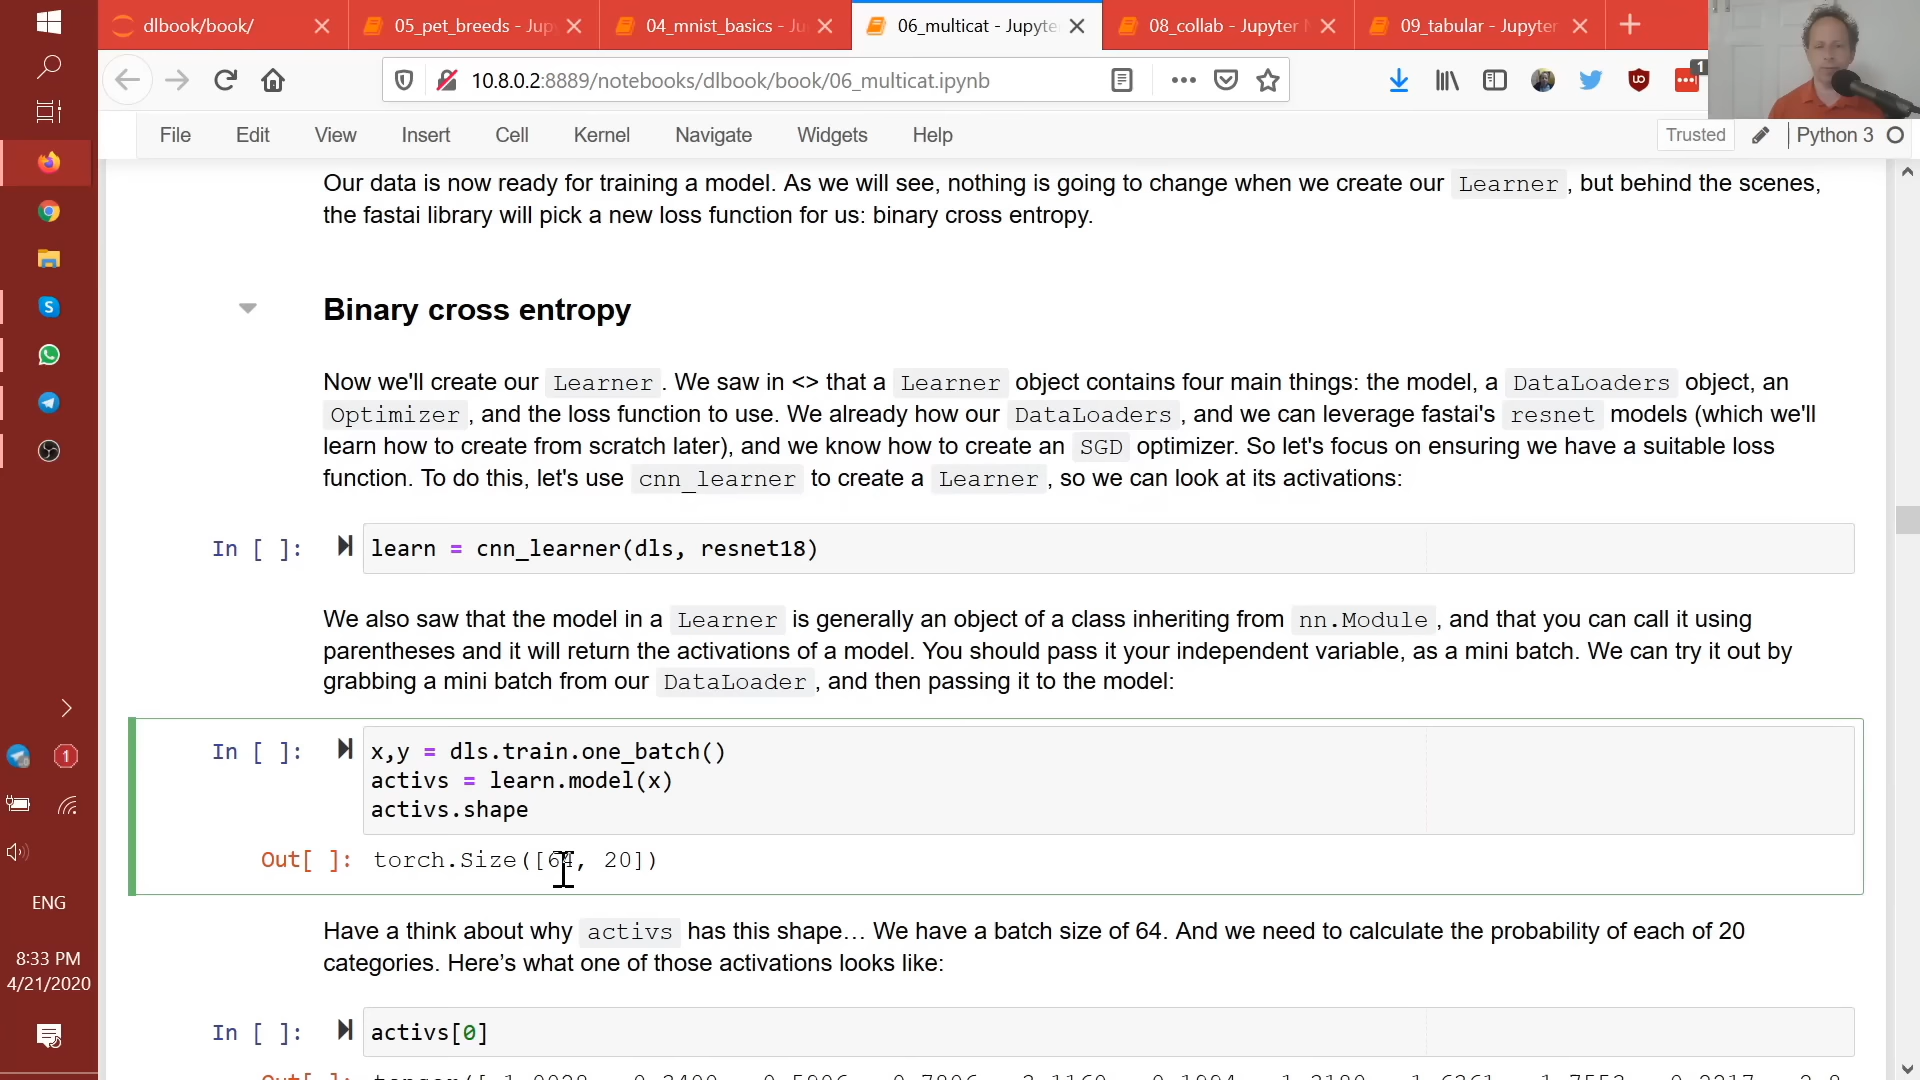 dlbook/book/
05_pet_breeds - Jup
04_mnist_basics - Ju
06_multicat - Jupyte
08_collab - Jupyter
09_tabular - Jupyter
10.8.0.2:8889/notebooks/dlbook/book/06_multicat.ipynb
1
File Edit View Insert Cell Kernel Navigate Widgets Help
Trusted
Python 3
Our data is now ready for training a model. As we will see, nothing is going to change when we create our Learner , but behind the scenes,
the fastai library will pick a new loss function for us: binary cross entropy.
Binary cross entropy
Now we'll create our Learner . We saw in <> that a Learner object contains four main things: the model, a DataLoaders object, an
Optimizer , and the loss function to use. We already how our DataLoaders , and we can leverage fastai's resnet models (which we'll
learn how to create from scratch later), and we know how to create an SGD optimizer. So let's focus on ensuring we have a suitable loss
function. To do this, let's use cnn_learner to create a Learner , so we can look at its activations:
In [ ]: learn = cnn_learner(dls, resnet18)
We also saw that the model in a Learner is generally an object of a class inheriting from nn.Module , and that you can call it using
parentheses and it will return the activations of a model. You should pass it your independent variable, as a mini batch. We can try it out by
grabbing a mini batch from our DataLoader , and then passing it to the model:
In [ ]: x,y = dls.train.one_batch()
activs = learn.model(x)
activs.shape
Out[ ]: torch.Size([64, 20])
Have a think about why activs has this shape… We have a batch size of 64. And we need to calculate the probability of each of 20
categories. Here’s what one of those activations looks like:
In [ ]: activs[0]
1
ENG
8:33 PM
4/21/2020